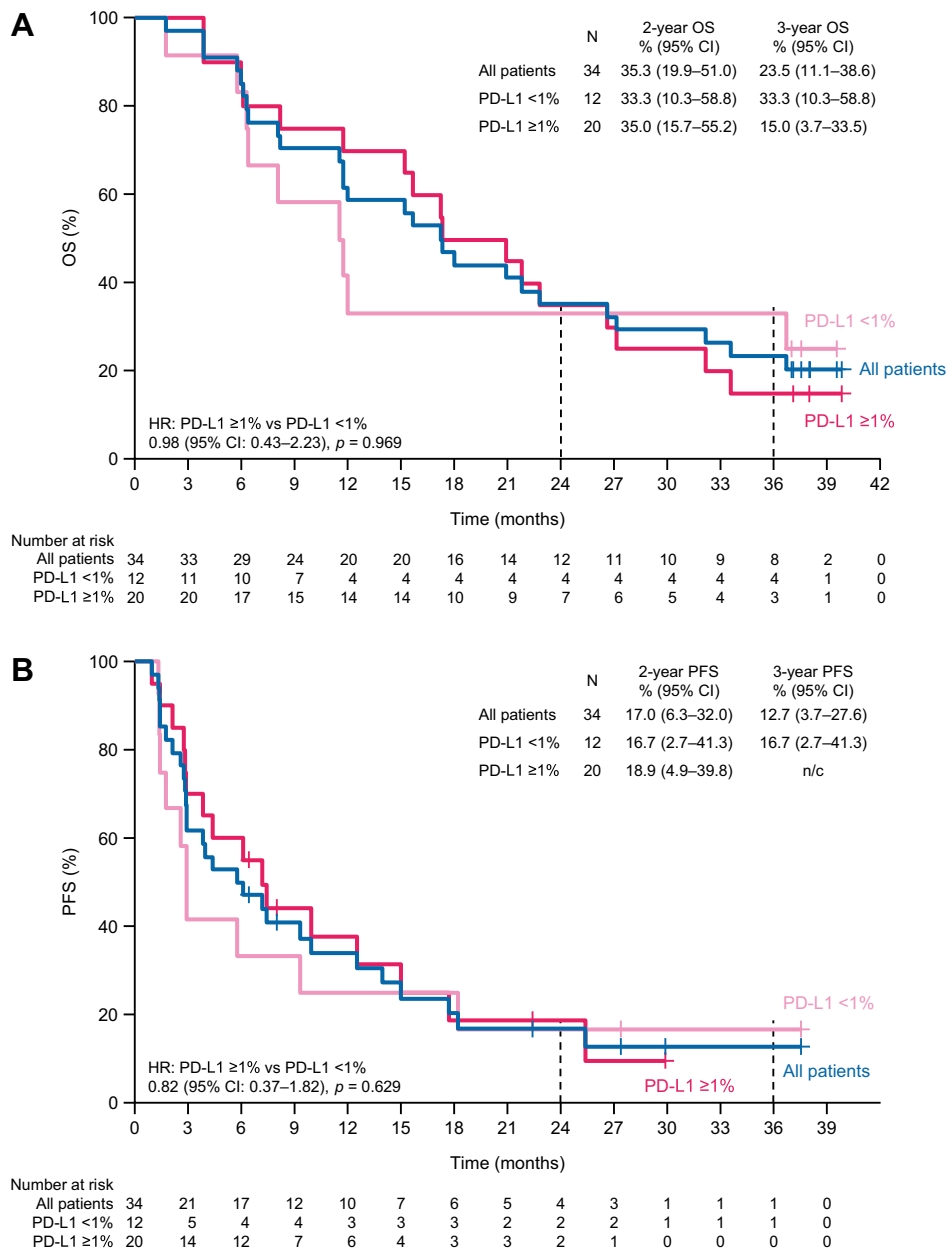 A
N
2-year OS
% (95% CI)
3-year OS
% (95% CI)
All patients 34 35.3 (19.9–51.0) 23.5 (11.1–38.6)
PD-L1 <1% 12 33.3 (10.3–58.8) 33.3 (10.3–58.8)
PD-L1 ≥1% 20 35.0 (15.7–55.2) 15.0 (3.7–33.5)
100
80
60
40
20
0
OS (%)
PD-L1 <1%
All patients
PD-L1 ≥1%
HR: PD-L1 ≥1% vs PD-L1 <1%
0.98 (95% CI: 0.43–2.23), p = 0.969
0 3 6 9 12 15 18 21 24 27 30 33 36 39 42
Time (months)
Number at risk
All patients 34 33 29 24 20 20 16 14 12 11 10 9 8 2 0
PD-L1 <1% 12 11 10 7 4 4 4 4 4 4 4 4 4 1 0
PD-L1 ≥1% 20 20 17 15 14 14 10 9 7 6 5 4 3 1 0
B
N
2-year PFS
% (95% CI)
3-year PFS
% (95% CI)
All patients 34 17.0 (6.3–32.0) 12.7 (3.7–27.6)
PD-L1 <1% 12 16.7 (2.7–41.3) 16.7 (2.7–41.3)
PD-L1 ≥1% 20 18.9 (4.9–39.8) n/c
100
80
60
40
20
0
PFS (%)
PD-L1 <1%
All patients
PD-L1 ≥1%
HR: PD-L1 ≥1% vs PD-L1 <1%
0.82 (95% CI: 0.37–1.82), p = 0.629
0 3 6 9 12 15 18 21 24 27 30 33 36 39
Time (months)
Number at risk
All patients 34 21 17 12 10 7 6 5 4 3 1 1 1 0
PD-L1 <1% 12 5 4 4 3 3 3 2 2 2 1 1 1 0
PD-L1 ≥1% 20 14 12 7 6 4 3 3 2 1 0 0 0 0